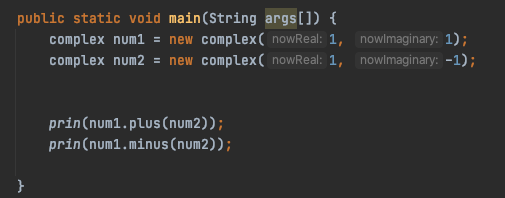 public static void main(String args[]) {
complex num1 = new complex( nowReal: 1, nowImaginary: 1);
complex num2 = new complex( nowReal: 1, nowImaginary: -1);
prin(num1.plus(num2));
prin(num1.minus(num2));
}